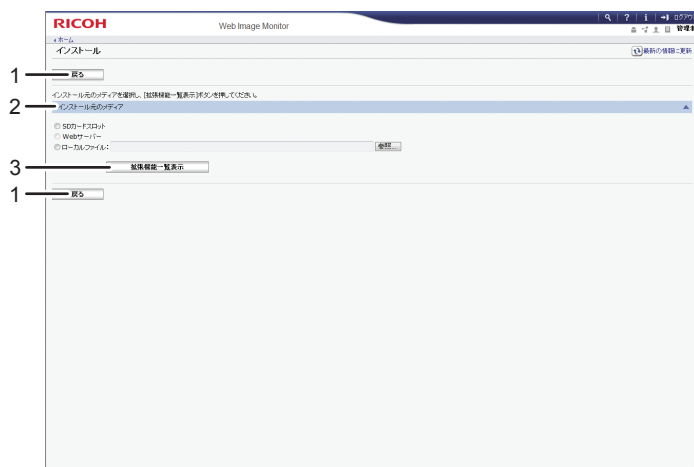 RICOH
Web Image Monitor
? i ログアウ
管理者
ホーム
インストール
最新の情報に更新
1
戻る
インストール元のメディアを選択し、[拡張機能一覧表示]ボタンを押してください。
2
インストール元のメディア
SDカードスロット
Webサーバー
ローカルファイル:
参照...
3
拡張機能一覧表示
1
戻る